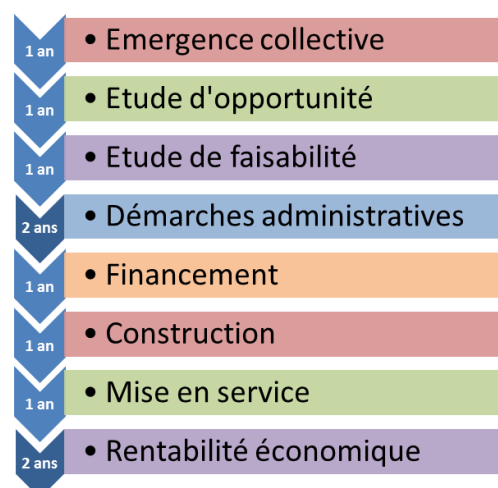 1 an • Emergence collective
1 an • Etude d'opportunité
1 an • Etude de faisabilité
2 ans • Démarches administratives
1 an • Financement
1 an • Construction
1 an • Mise en service
2 ans • Rentabilité économique